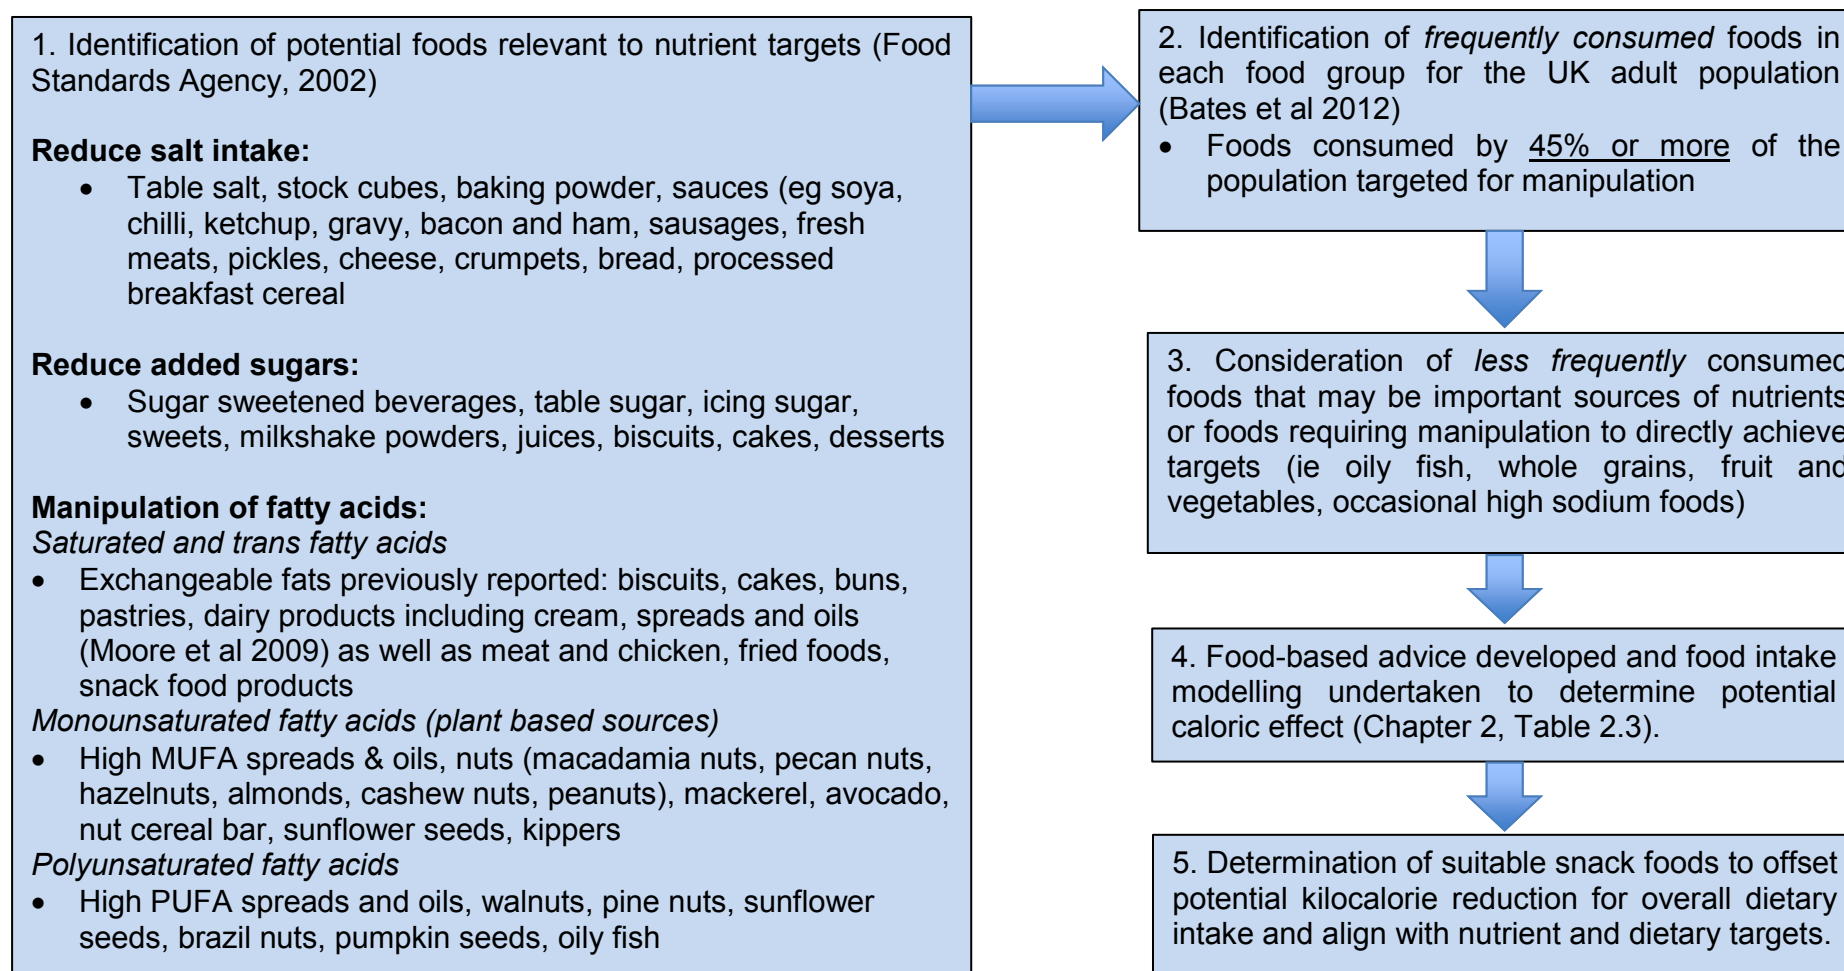 1. Identification of potential foods relevant to nutrient targets (Food
Standards Agency, 2002)
Reduce salt intake:
• Table salt, stock cubes, baking powder, sauces (eg soya,
chilli, ketchup, gravy, bacon and ham, sausages, fresh
meats, pickles, cheese, crumpets, bread, processed
breakfast cereal
Reduce added sugars:
• Sugar sweetened beverages, table sugar, icing sugar,
sweets, milkshake powders, juices, biscuits, cakes, desserts
Manipulation of fatty acids:
Saturated and trans fatty acids
• Exchangeable fats previously reported: biscuits, cakes, buns,
pastries, dairy products including cream, spreads and oils
(Moore et al 2009) as well as meat and chicken, fried foods,
snack food products
Monounsaturated fatty acids (plant based sources)
• High MUFA spreads & oils, nuts (macadamia nuts, pecan nuts,
hazelnuts, almonds, cashew nuts, peanuts), mackerel, avocado,
nut cereal bar, sunflower seeds, kippers
Polyunsaturated fatty acids
• High PUFA spreads and oils, walnuts, pine nuts, sunflower
seeds, brazil nuts, pumpkin seeds, oily fish
2. Identification of frequently consumed foods in
each food group for the UK adult population
(Bates et al 2012)
• Foods consumed by 45% or more of the
population targeted for manipulation
3. Consideration of less frequently consumed
foods that may be important sources of nutrients
or foods requiring manipulation to directly achieve
targets (ie oily fish, whole grains, fruit and
vegetables, occasional high sodium foods)
4. Food-based advice developed and food intake
modelling undertaken to determine potential
caloric effect (Chapter 2, Table 2.3).
5. Determination of suitable snack foods to offset
potential kilocalorie reduction for overall dietary
intake and align with nutrient and dietary targets.